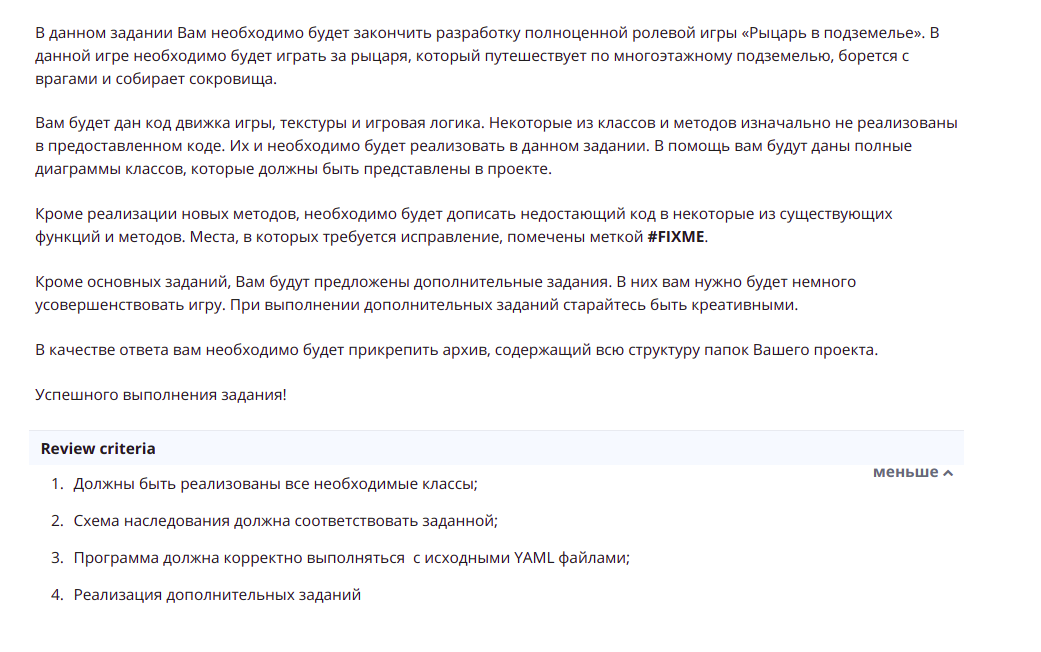 В данном задании Вам необходимо будет закончить разработку полноценной ролевой игры «Рыцарь в подземелье». В
данной игре необходимо будет играть за рыцаря, который путешествует по многоэтажному подземелью, борется с
врагами и собирает сокровища.
Вам будет дан код движка игры, текстуры и игровая логика. Некоторые из классов и методов изначально не реализованы
в предоставленном коде. Их и необходимо будет реализовать в данном задании. В помощь вам будут даны полные
диаграммы классов, которые должны быть представлены в проекте.
Кроме реализации новых методов, необходимо будет дописать недостающий код в некоторые из существующих
функций и методов. Места, в которых требуется исправление, помечены меткой #FIXME.
Кроме основных заданий, Вам будут предложены дополнительные задания. В них вам нужно будет немного
усовершенствовать игру. При выполнении дополнительных заданий старайтесь быть креативными.
В качестве ответа вам необходимо будет прикрепить архив, содержащий всю структуру папок Вашего проекта.
Успешного выполнения задания!
Review criteria
меньше
1. Должны быть реализованы все необходимые классы;
2. Схема наследования должна соответствовать заданной;
3. Программа должна корректно выполняться с исходными YAML файлами;
4. Реализация дополнительных заданий